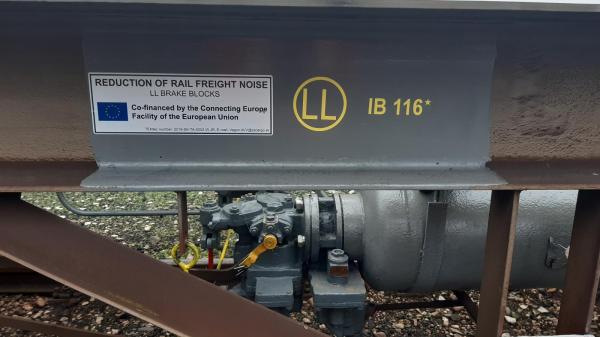 REDUCTION OF RAIL FREIGHT NOISE
LL BRAKE BLOCKS
Co-financed by the Connecting Europe
Facility of the European Union
LL
IB 116*